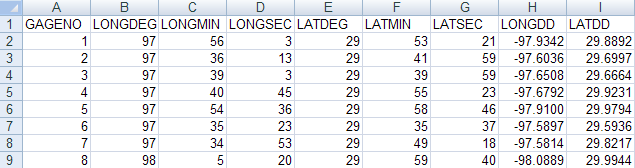 A B C D E F G H I
1 GAGENO LONGDEG LONGMIN LONGSEC LATDEG LATMIN LATSEC LONGDD LATDD
2 1 97 56 3 29 53 21 -97.9342 29.8892
3 2 97 36 13 29 41 59 -97.6036 29.6997
4 3 97 39 3 29 39 59 -97.6508 29.6664
5 4 97 40 45 29 55 23 -97.6792 29.9231
6 5 97 54 36 29 58 46 -97.9100 29.9794
7 6 97 35 23 29 35 37 -97.5897 29.5936
8 7 97 34 53 29 49 18 -97.5814 29.8217
9 8 98 5 20 29 59 40 -98.0889 29.9944